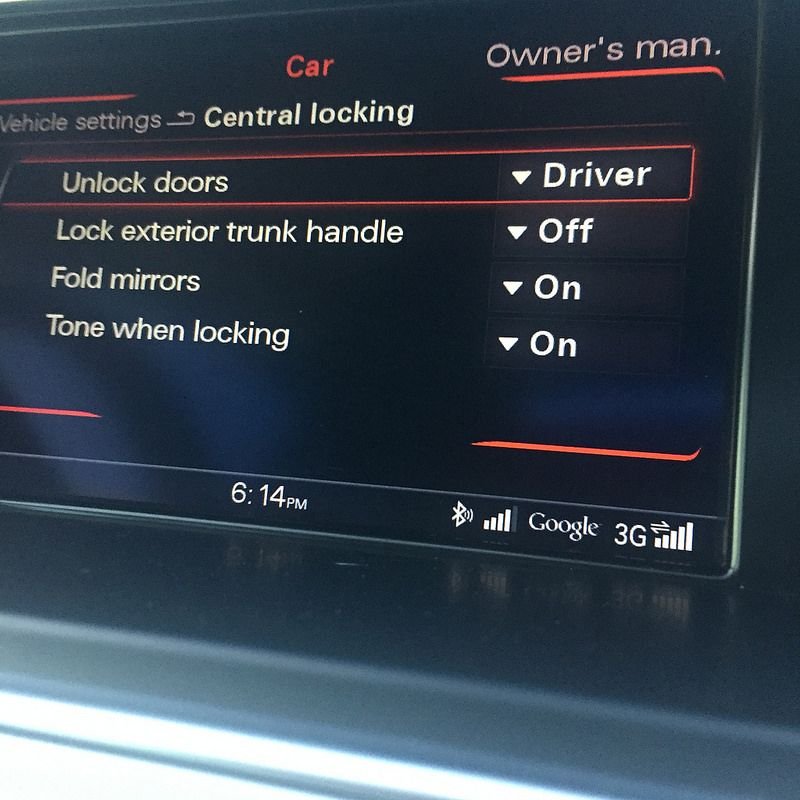 Car
Owner's man.
Vehicle settings Central locking
Unlock doors Driver
Lock exterior trunk handle Off
Fold mirrors On
Tone when locking On
6:14PM
Google 3G